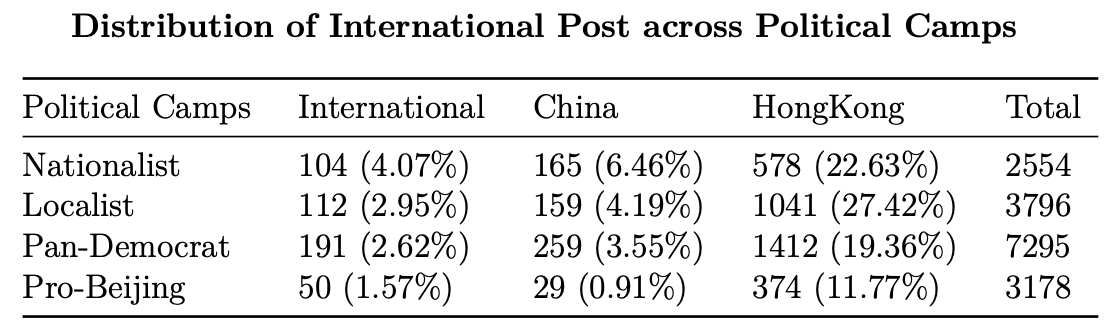 Distribution of International Post across Political Camps
Political Camps International China HongKong Total
Nationalist 104 (4.07%) 165 (6.46%) 578 (22.63%) 2554
Localist 112 (2.95%) 159 (4.19%) 1041 (27.42%) 3796
Pan-Democrat 191 (2.62%) 259 (3.55%) 1412 (19.36%) 7295
Pro-Beijing 50 (1.57%) 29 (0.91%) 374 (11.77%) 3178